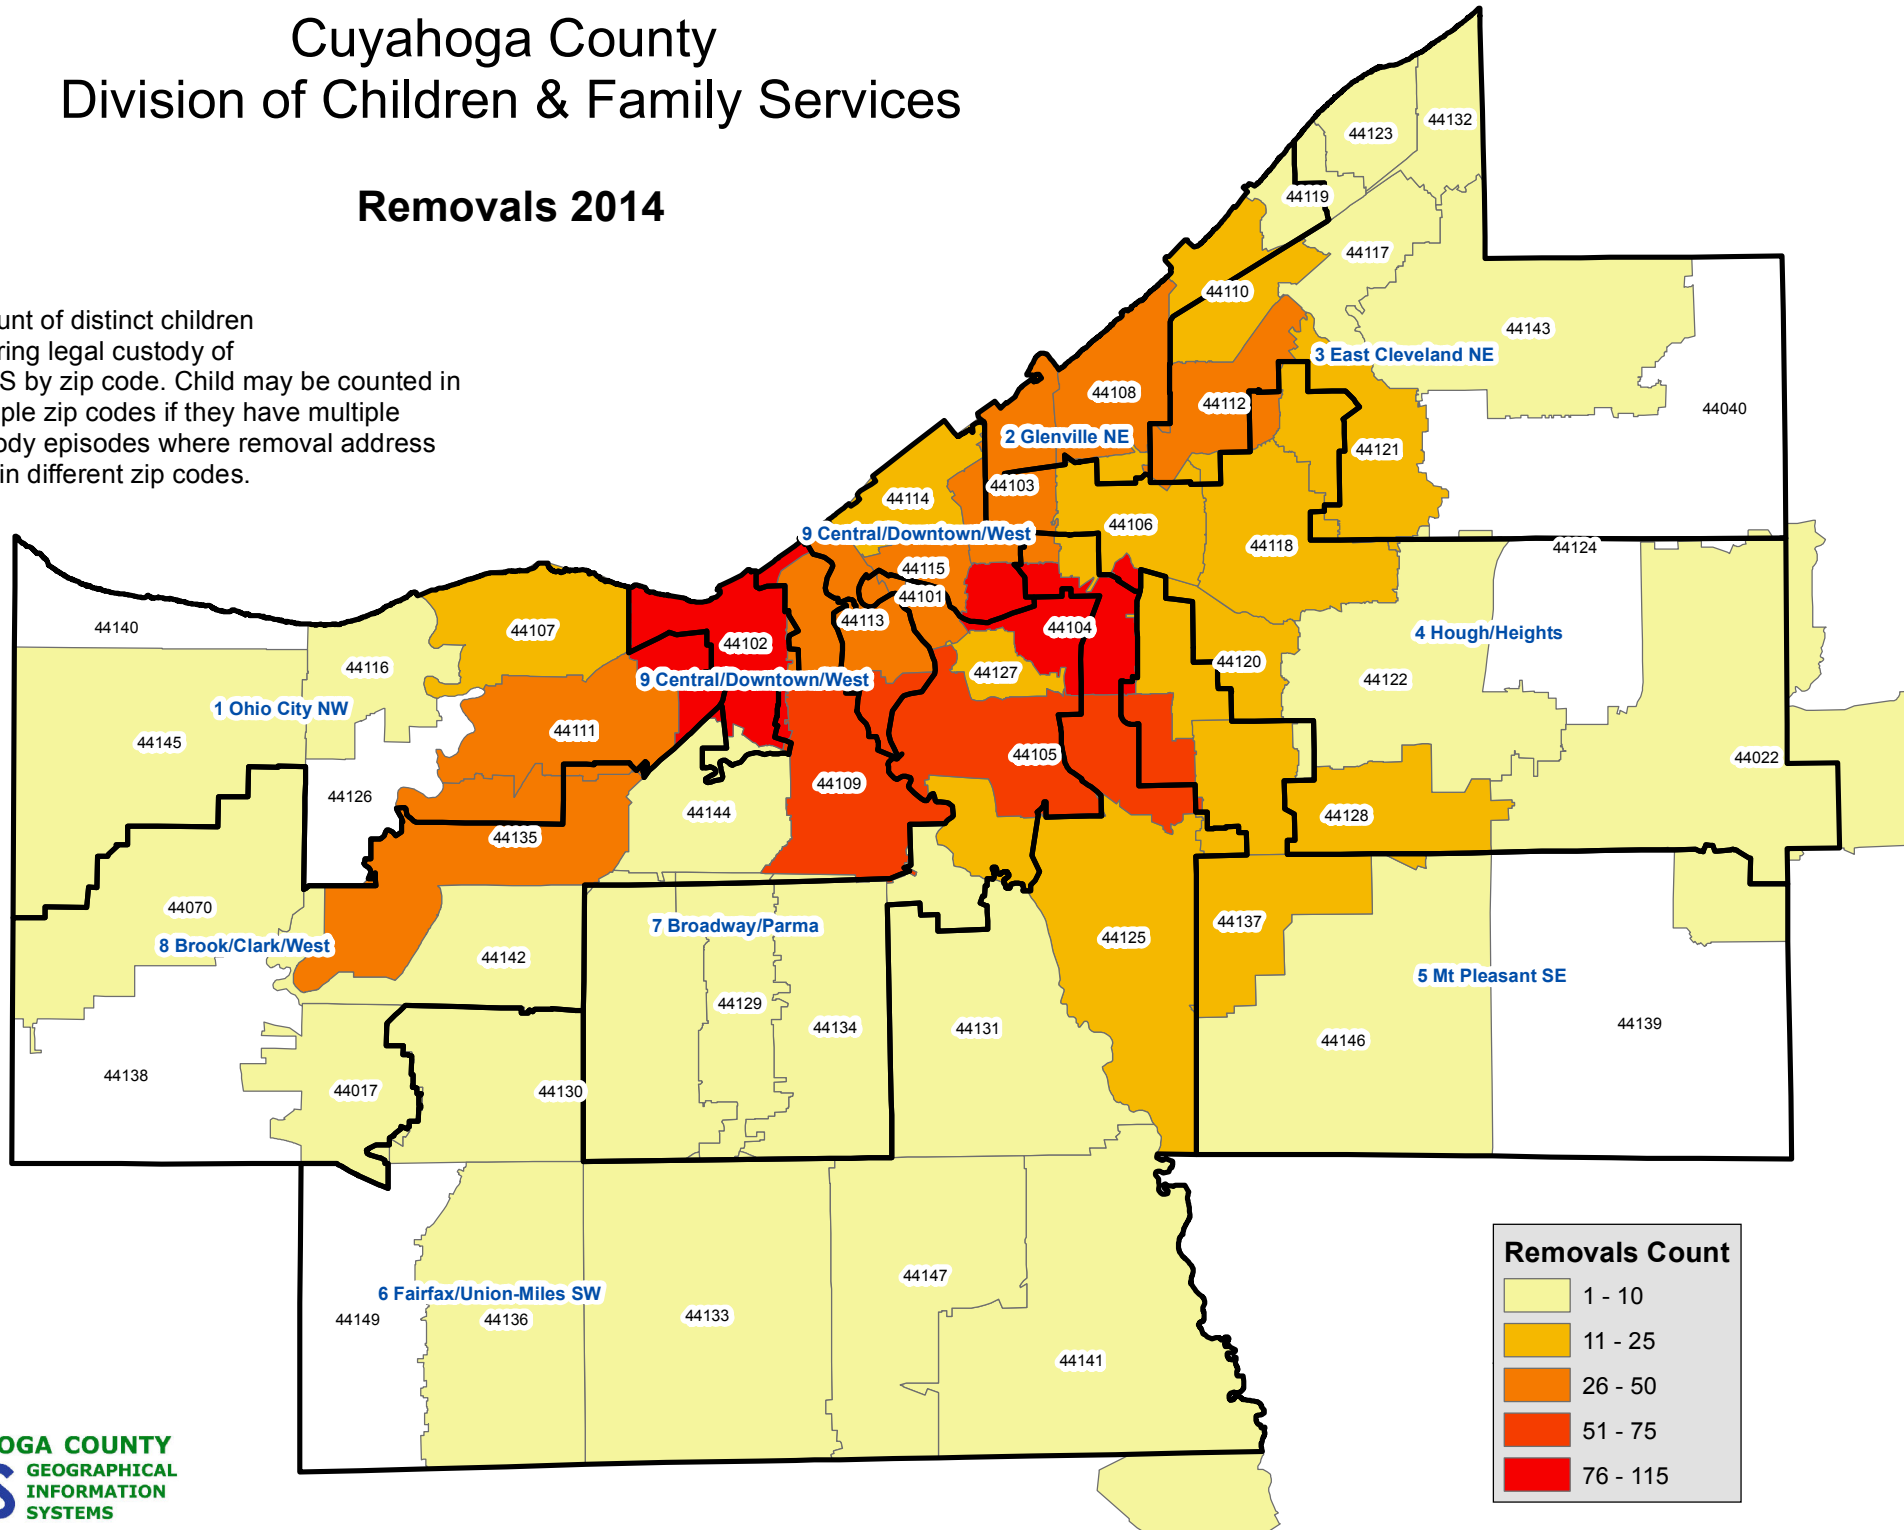 Cuyahoga County
Division of Children & Family Services
Removals 2014
unt of distinct children
ring legal custody of
S by zip code. Child may be counted in
ple zip codes if they have multiple
ody episodes where removal address
in different zip codes.
44132
44123
44119
44117
44110
44143
3 East Cleveland NE
44108
44112
44040
2 Glenville NE
44121
44103
44114
44106
9 Central/Downtown/West
44118
44124
44115
44101
44113
44104
44140
44107
44102
4 Hough/Heights
44116
44120
44127
9 Central/Downtown/West
44122
1 Ohio City NW
44111
44145
44105
44022
44109
44126
44144
44128
44135
44070
44137
7 Broadway/Parma
44125
8 Brook/Clark/West
44142
5 Mt Pleasant SE
44129
44134
44131
44139
44146
44138
44017
44130
44147
6 Fairfax/Union-Miles SW
44149
44136
44133
44141
Removals Count
1 - 10
11 - 25
26 - 50
51 - 75
76 - 115
OGA COUNTY
S
GEOGRAPHICAL
INFORMATION
SYSTEMS